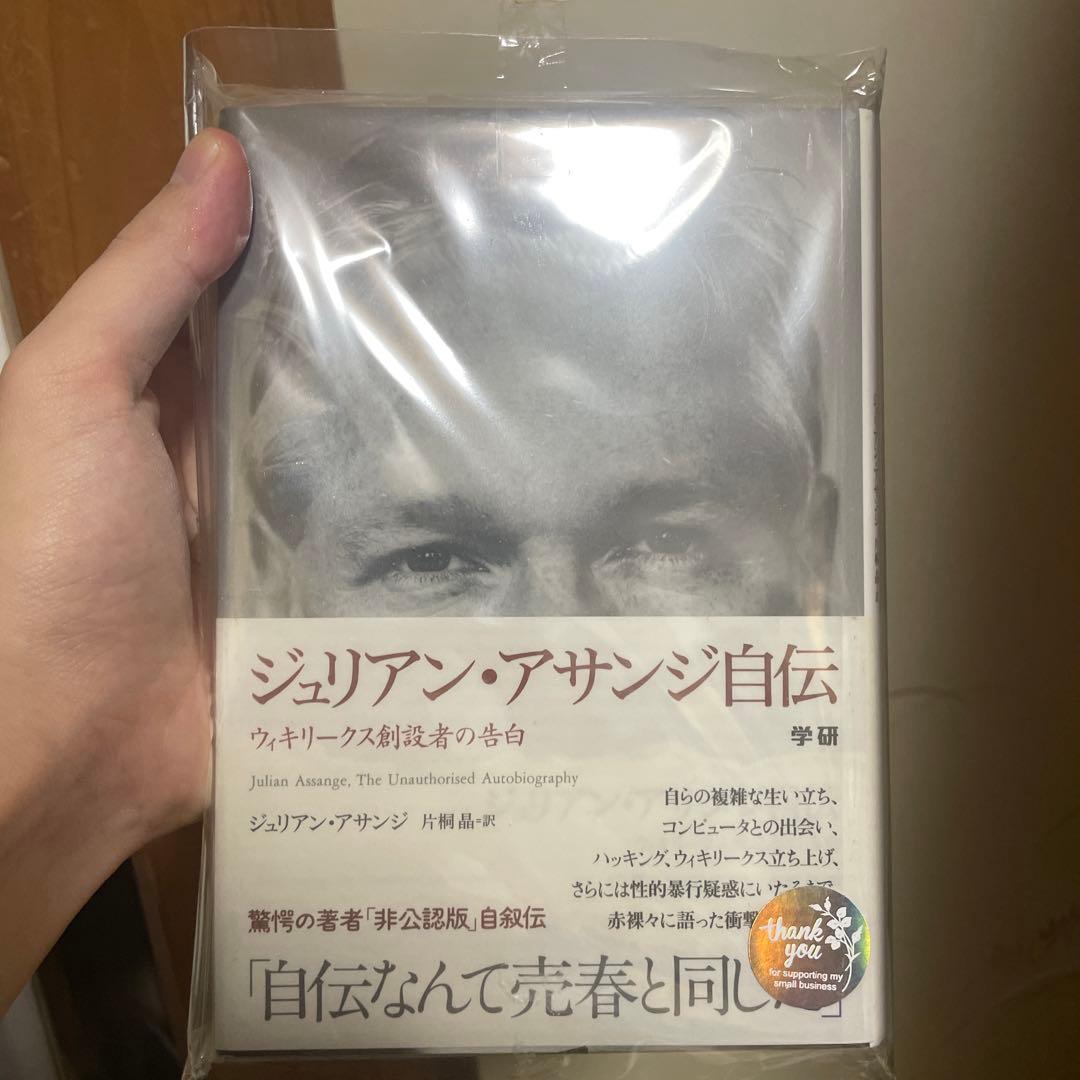 ジュリアン・アサンジ自伝
ウィキリークス創設者の告白
学研
Julian Assange, The Unauthorised Autobiography
ジュリアン・アサンジ 片桐 晶=訳
自らの複雑な生い立ち、
コンピュータとの出会い、
ハッキング、ウィキリークス立ち上げ、
さらには性的暴行疑惑にいたるまで
赤裸々に語った衝撃
驚愕の著者「非公認版」自叙伝
「自伝なんて売春と同じ」
thank
you
for supporting my
small business